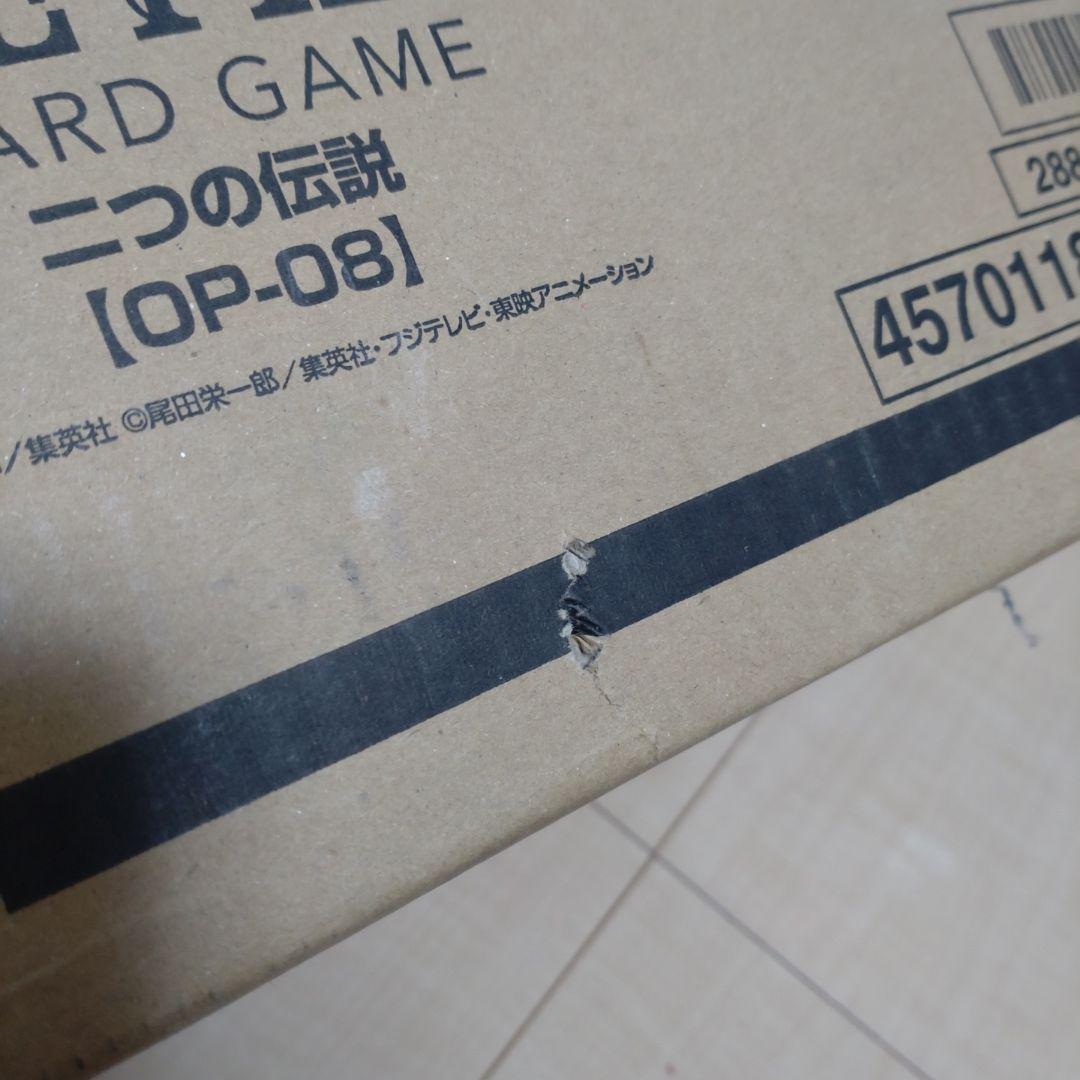 ARD GAME
二つの伝説
【OP-08】
/集英社 ©尾田栄一郎/集英社・フジテレビ・東映アニメーション
288
4570118